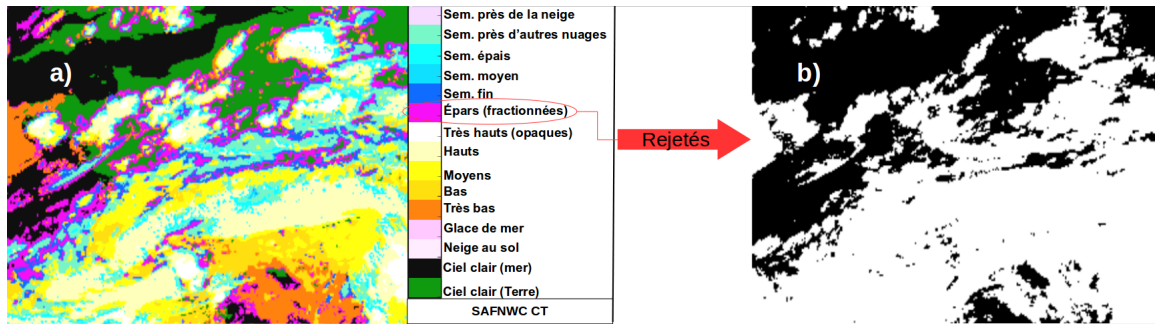 a)
Sem. près de la neige
Sem. près d'autres nuages
Sem. épais
Sem. moyen
Sem. fin
Épars (fractionnées)
Très hauts (opaques)
Hauts
Moyens
Bas
Très bas
Glace de mer
Neige au sol
Ciel clair (mer)
Ciel clair (Terre)
SAFNWC CT
Rejetés
b)